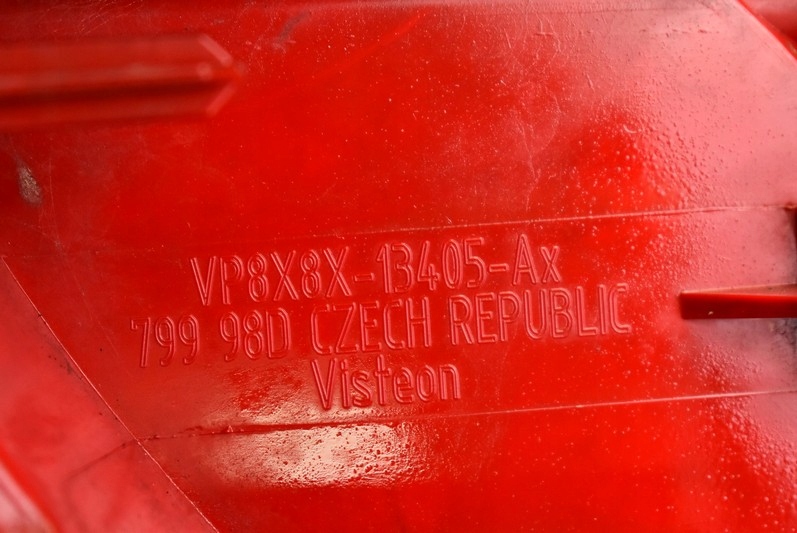 VP8X8X-13405-Ax
799 98D CZECH REPUBLIC
Visteon